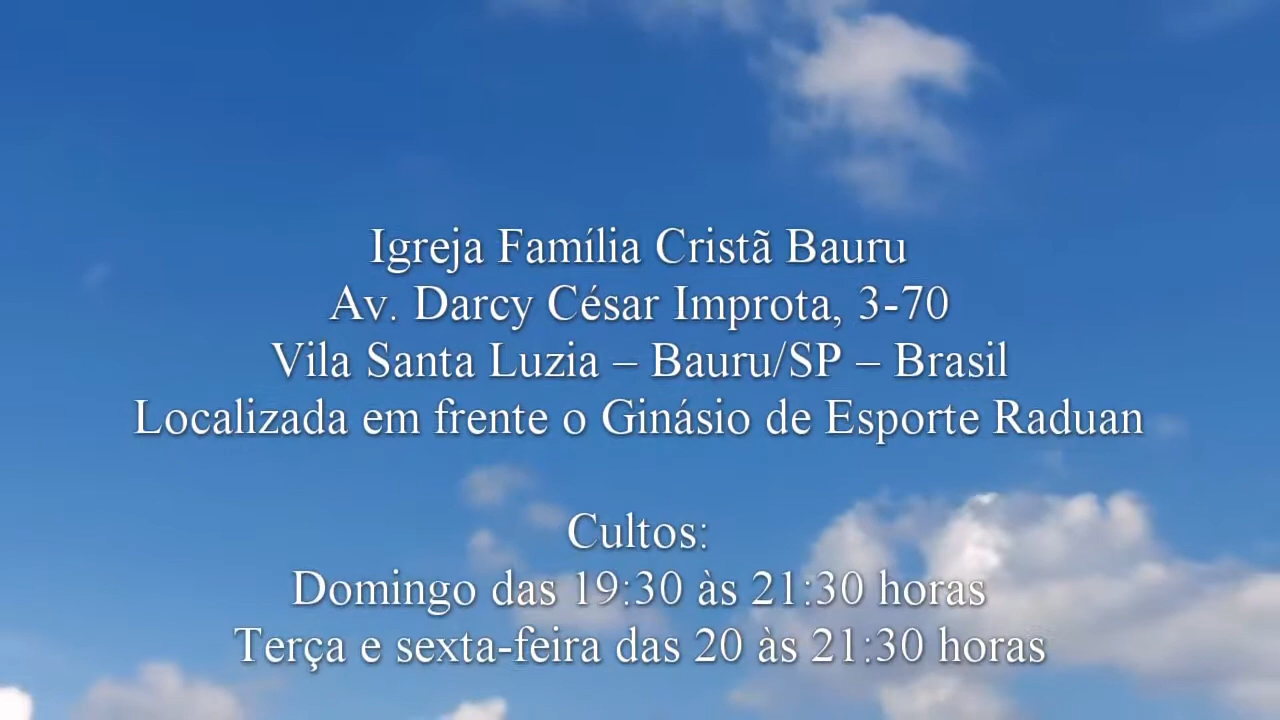 Igreja Família Cristã Bauru
Av. Darcy César Improta, 3-70
Vila Santa Luzia – Bauru/SP – Brasil
Localizada em frente o Ginásio de Esporte Raduan
Cultos:
Domingo das 19:30 às 21:30 horas
Terça e sexta-feira das 20 às 21:30 horas